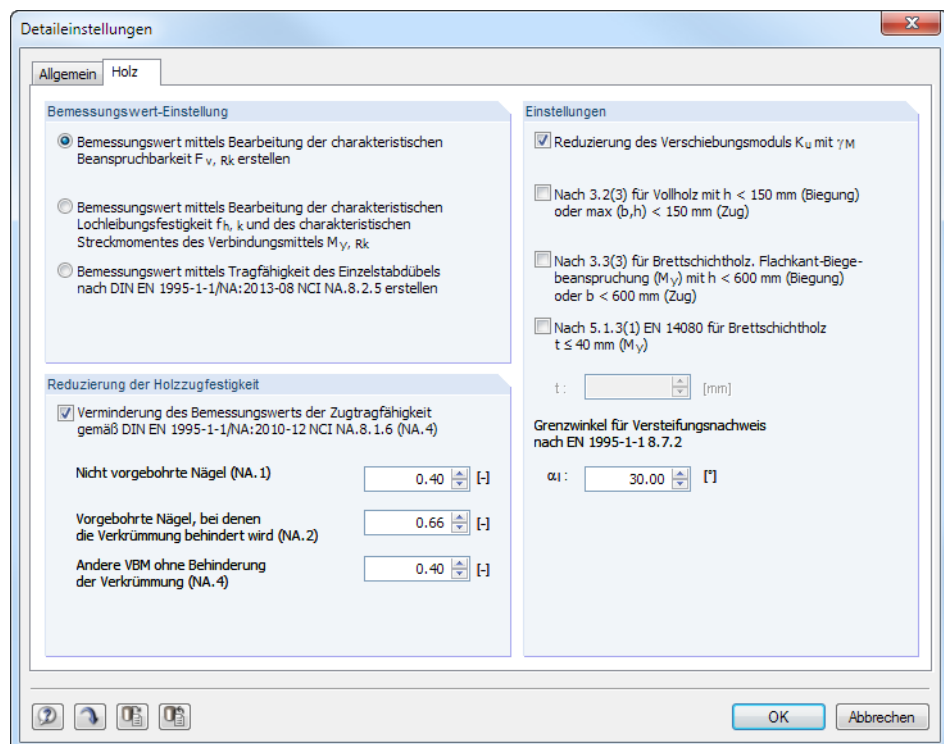 Detaileinstellungen
Allgemein
Holz
Bemessungswert-Einstellung
Bemessungswert mittels Bearbeitung der charakteristischen
Beanspruchbarkeit F v, Rk erstellen
Bemessungswert mittels Bearbeitung der charakteristischen
Lochleibungsfestigkeit fh, k und des charakteristischen
Streckmomentes des Verbindungsmittels My, Rk
Bemessungswert mittels Tragfähigkeit des Einzelstabdübels
nach DIN EN 1995-1-1/NA:2013-08 NCI NA.8.2.5 erstellen
Reduzierung der Holzzugfestigkeit
Verminderung des Bemessungswerts der Zugtragfähigkeit
gemäß DIN EN 1995-1-1/NA:2010-12 NCI NA.8.1.6 (NA.4)
Nicht vorgebohrte Nägel (NA.1)
0.40 [-]
Vorgebohrte Nägel, bei denen
die Verkrümmung behindert wird (NA.2)
0.66 [-]
Andere VBM ohne Behinderung
der Verkrümmung (NA.4)
0.40 [-]
Einstellungen
Reduzierung des Verschiebungsmoduls Ku mit γM
Nach 3.2(3) für Vollholz mit h < 150 mm (Biegung)
oder max (b,h) < 150 mm (Zug)
Nach 3.3(3) für Brettschichtholz. Flachkant-Biege-
beanspruchung (My) mit h < 600 mm (Biegung)
oder b < 600 mm (Zug)
Nach 5.1.3(1) EN 14080 für Brettschichtholz
t ≤ 40 mm (My)
t : [mm]
Grenzwinkel für Versteifungsnachweis
nach EN 1995-1-1 8.7.2
αl : 30.00 [°]
OK
Abbrechen